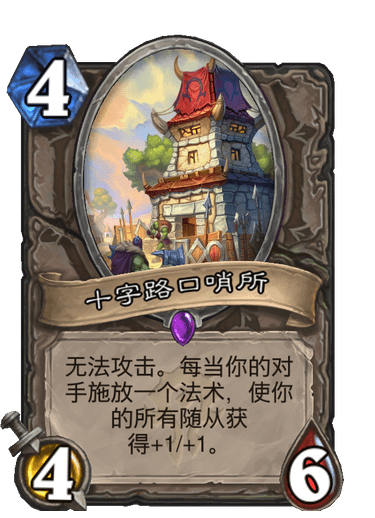 4
十字路口哨所
无法攻击。每当你的对
手施放一个法术，使你
的所有随从获
得+1/+1。
4
6